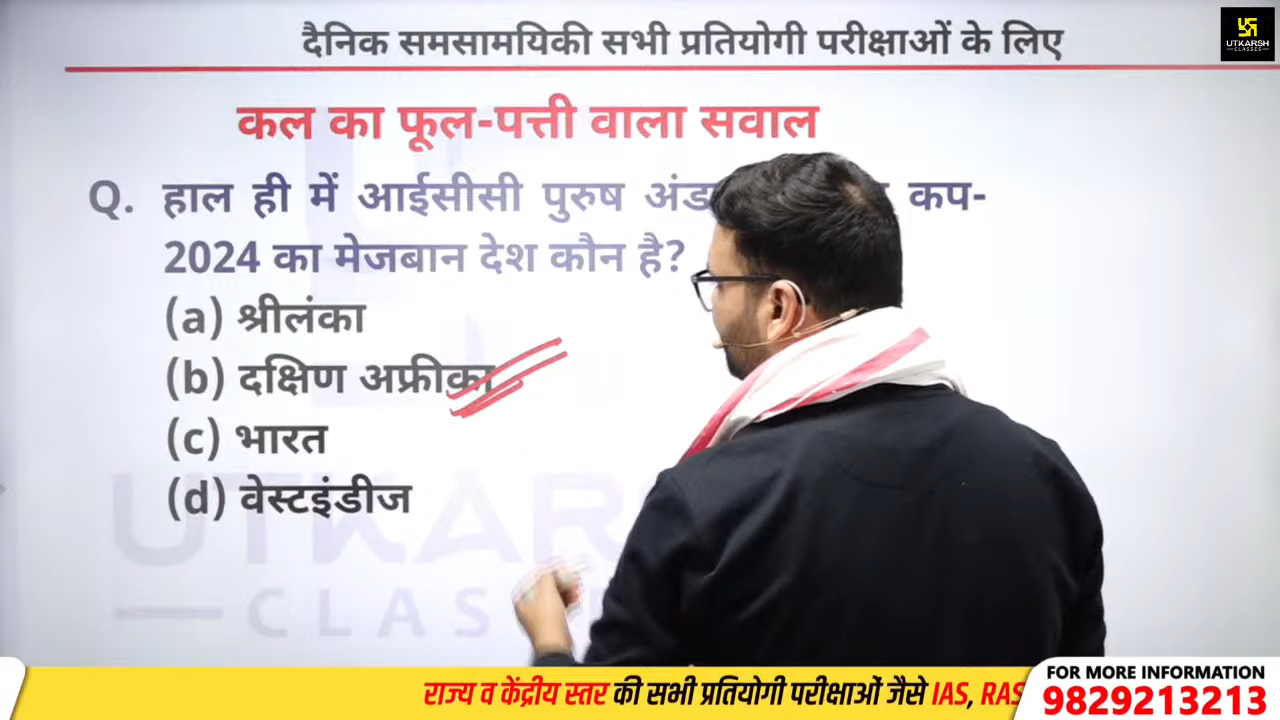 दैनिक समसामयिकी सभी प्रतियोगी परीक्षाओं के लिए
UTKARSH
CLASSES
कल का फूल-पत्ती वाला सवाल
Q. हाल ही में आईसीसी पुरुष कप-
2024 का मेजबान देश कौन है?
(a) श्रीलंका
(b) दक्षिण अफ्रीका
(c) भारत
(d) वेस्टइंडीज
राज्य व केंद्रीय स्तर की सभी प्रतियोगी परीक्षाओं जैसे IAS,
FOR MORE INFORMATION
9829213213